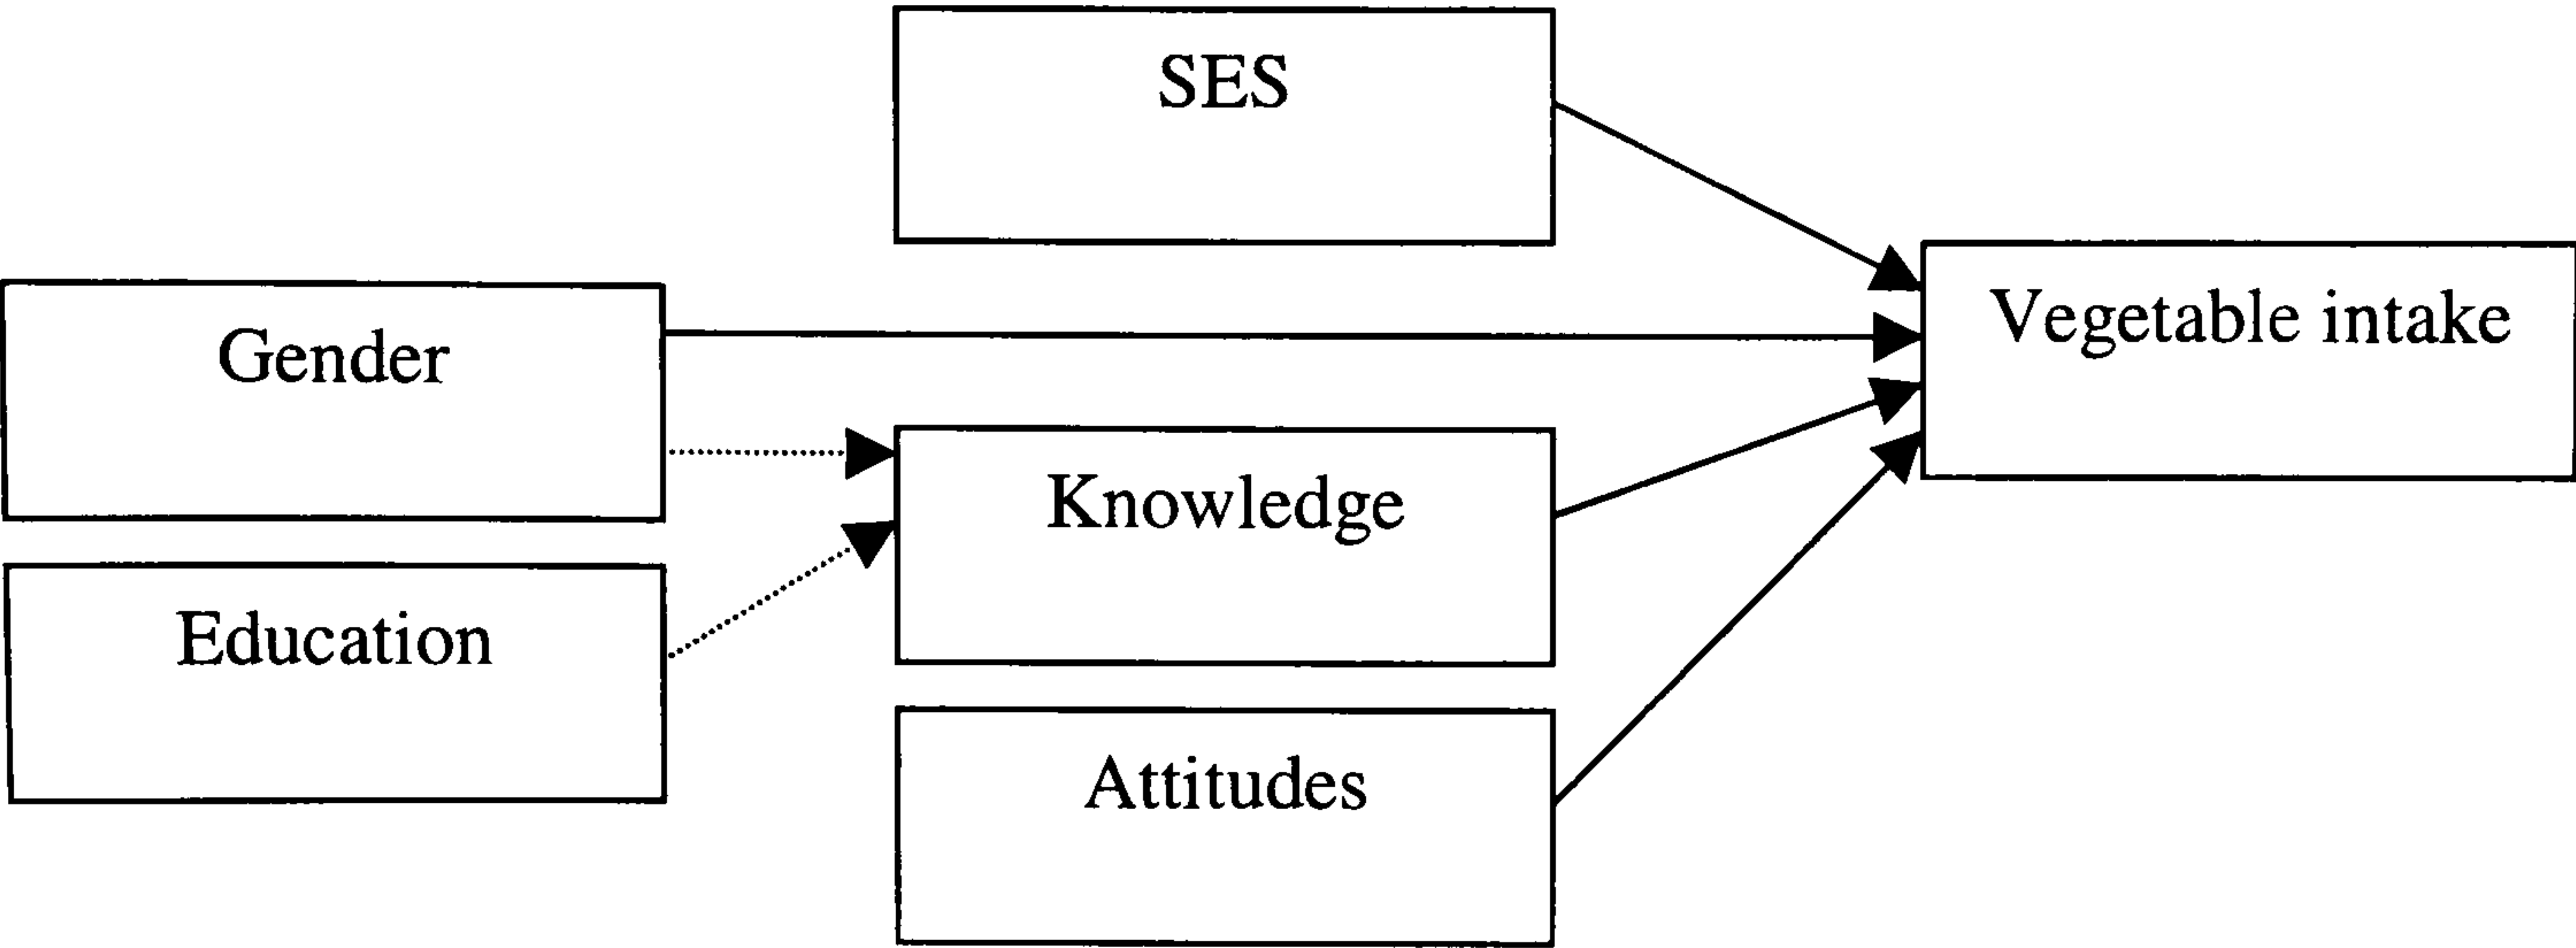 SES
Gender
Vegetable intake
Knowledge
Education
Attitudes